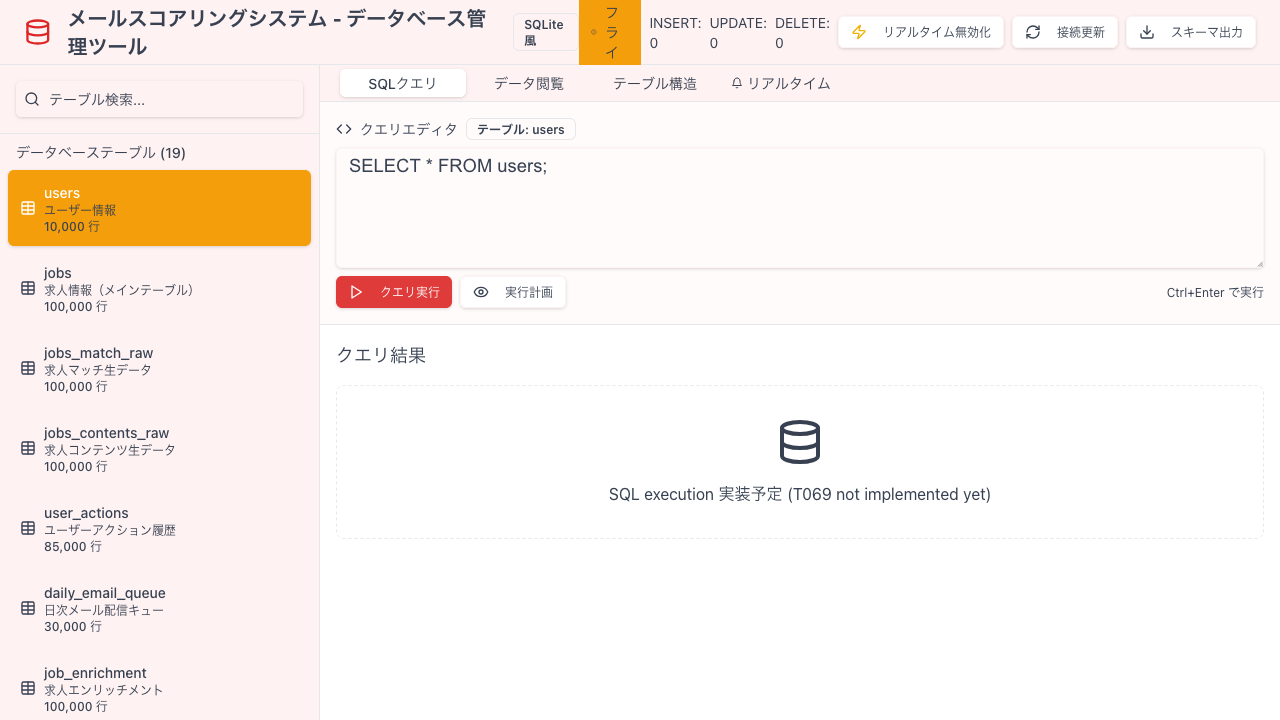 メールスコアリングシステム - データベース管
理ツール
SQLite
風
フ
ライ
INSERT:
0
UPDATE:
0
DELETE:
0
リアルタイム無効化
接続更新
スキーマ出力
テーブル検索...
データベーステーブル (19)
users
ユーザー情報
10,000 行
jobs
求人情報（メインテーブル）
100,000 行
jobs_match_raw
求人マッチ生データ
100,000 行
jobs_contents_raw
求人コンテンツ生データ
100,000 行
user_actions
ユーザーアクション履歴
85,000 行
daily_email_queue
日次メール配信キュー
30,000 行
job_enrichment
求人エンリッチメント
100,000 行
SQLクエリ
データ閲覧
テーブル構造
リアルタイム
クエリエディタ
テーブル: users
SELECT * FROM users;
クエリ実行
実行計画
Ctrl+Enter で実行
クエリ結果
SQL execution 実装予定 (T069 not implemented yet)